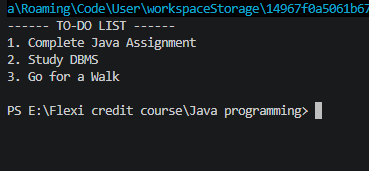 a\Roaming\Code\User\workspaceStorage\14967f0a5061b67
------ TO-DO LIST ------
1. Complete Java Assignment
2. Study DBMS
3. Go for a Walk
PS E:\Flexi credit course\Java programming>